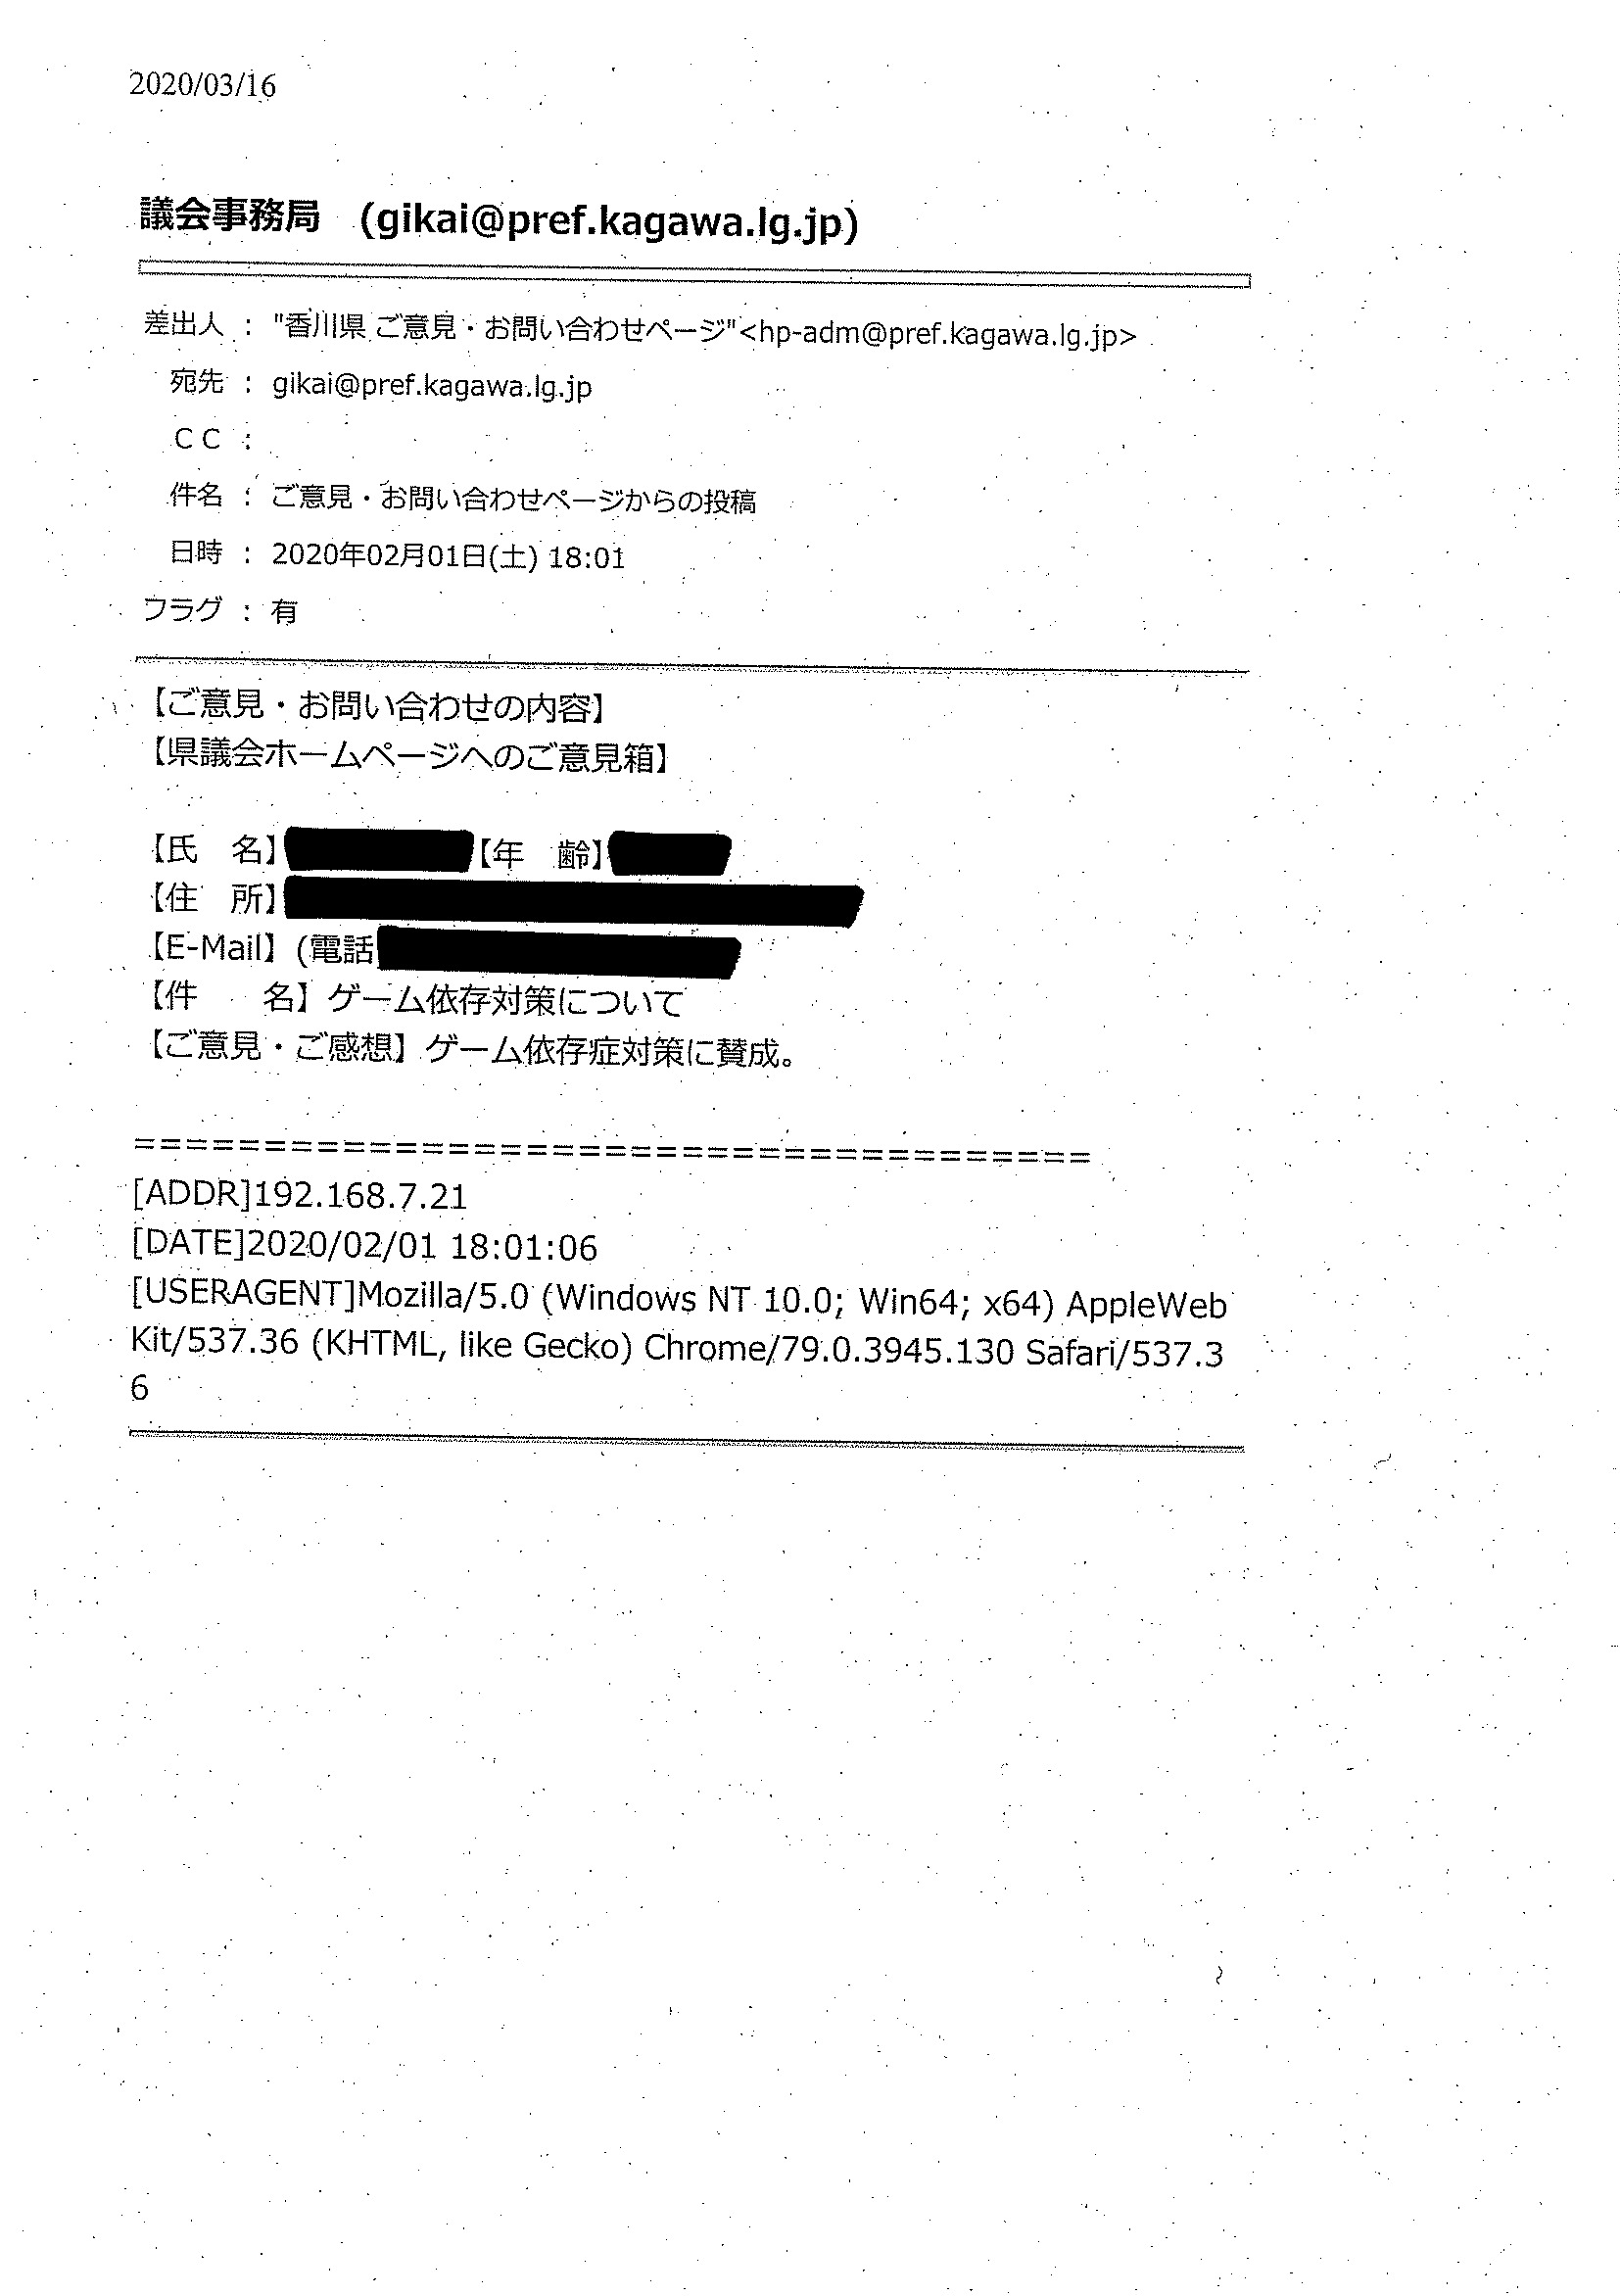 2020/03/16
議会事務局　(gikai@pref.kagawa.lg.jp)
差出人 : "香川県 ご意見・お問い合わせページ"<hp-adm@pref.kagawa.lg.jp>
宛先 : gikai@pref.kagawa.lg.jp
ＣＣ :
件名 : ご意見・お問い合わせページからの投稿
日時 : 2020年02月01日(土) 18:01
フラグ : 有
【ご意見・お問い合わせの内容】
【県議会ホームページへのご意見箱】
【氏　名】【年　齢】
【住　所】
【E-Mail】(電話
【件　　名】ゲーム依存対策について
【ご意見・ご感想】ゲーム依存症対策に賛成。
=====================================
[ADDR]192.168.7.21
[DATE]2020/02/01 18:01:06
[USERAGENT]Mozilla/5.0 (Windows NT 10.0; Win64; x64) AppleWeb
Kit/537.36 (KHTML, like Gecko) Chrome/79.0.3945.130 Safari/537.3
6